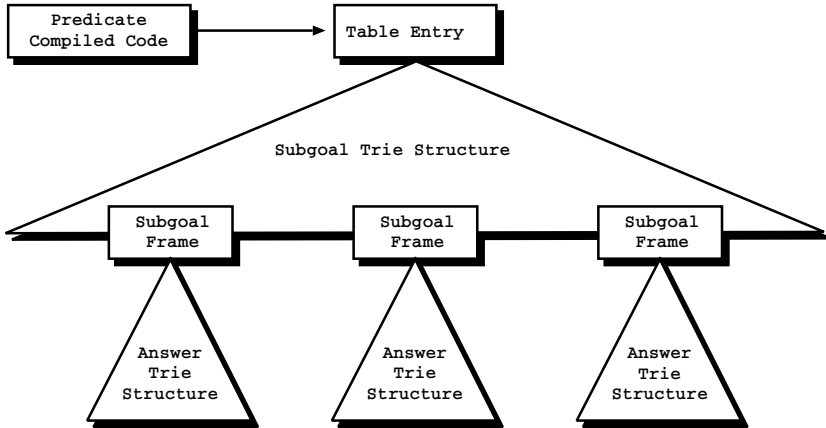 Predicate
Compiled Code
Table Entry
Subgoal Trie Structure
Subgoal
Frame
Subgoal
Frame
Subgoal
Frame
Answer
Trie
Structure
Answer
Trie
Structure
Answer
Trie
Structure